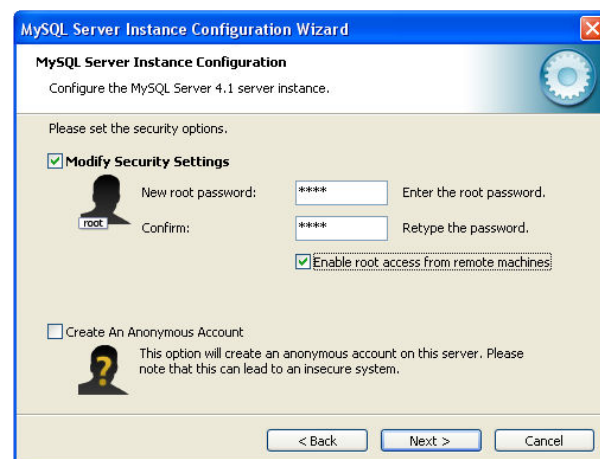 MySQL Server Instance Configuration Wizard
MySQL Server Instance Configuration
Configure the MySQL Server 4.1 server instance.
Please set the security options.
Modify Security Settings
root
New root password:
****
Enter the root password.
Confirm:
****
Retype the password.
Enable root access from remote machines
Create An Anonymous Account
This option will create an anonymous account on this server. Please
note that this can lead to an insecure system.
< Back
Next >
Cancel